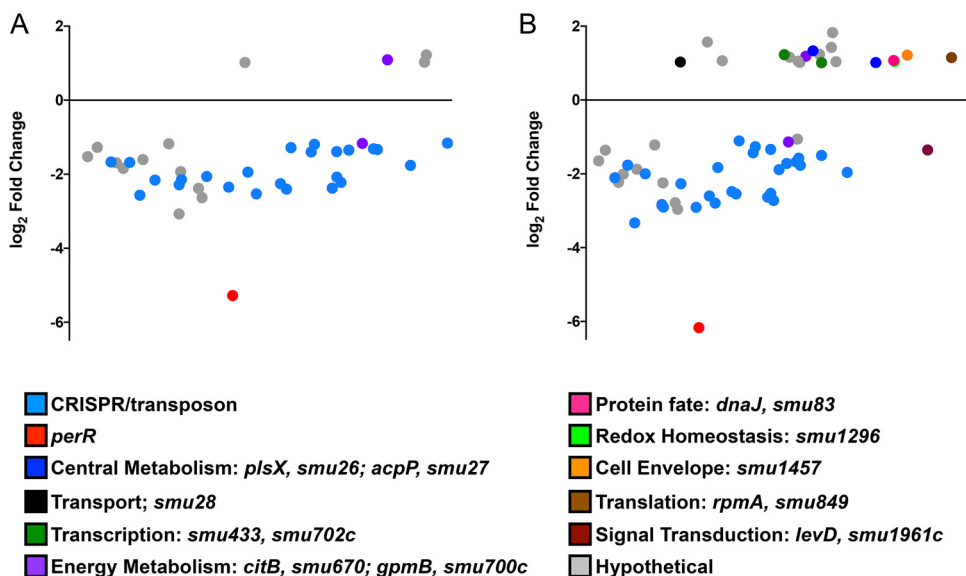 A
B
log2 Fold Change
2
0
-2
-4
-6
log2 Fold Change
2
0
-2
-4
-6
CRISPR/transposon
perR
Central Metabolism: plsX, smu26; acpP, smu27
Transport; smu28
Transcription: smu433, smu702c
Energy Metabolism: citB, smu670; gpmB, smu700c
Protein fate: dnaJ, smu83
Redox Homeostasis: smu1296
Cell Envelope: smu1457
Translation: rpmA, smu849
Signal Transduction: levD, smu1961c
Hypothetical